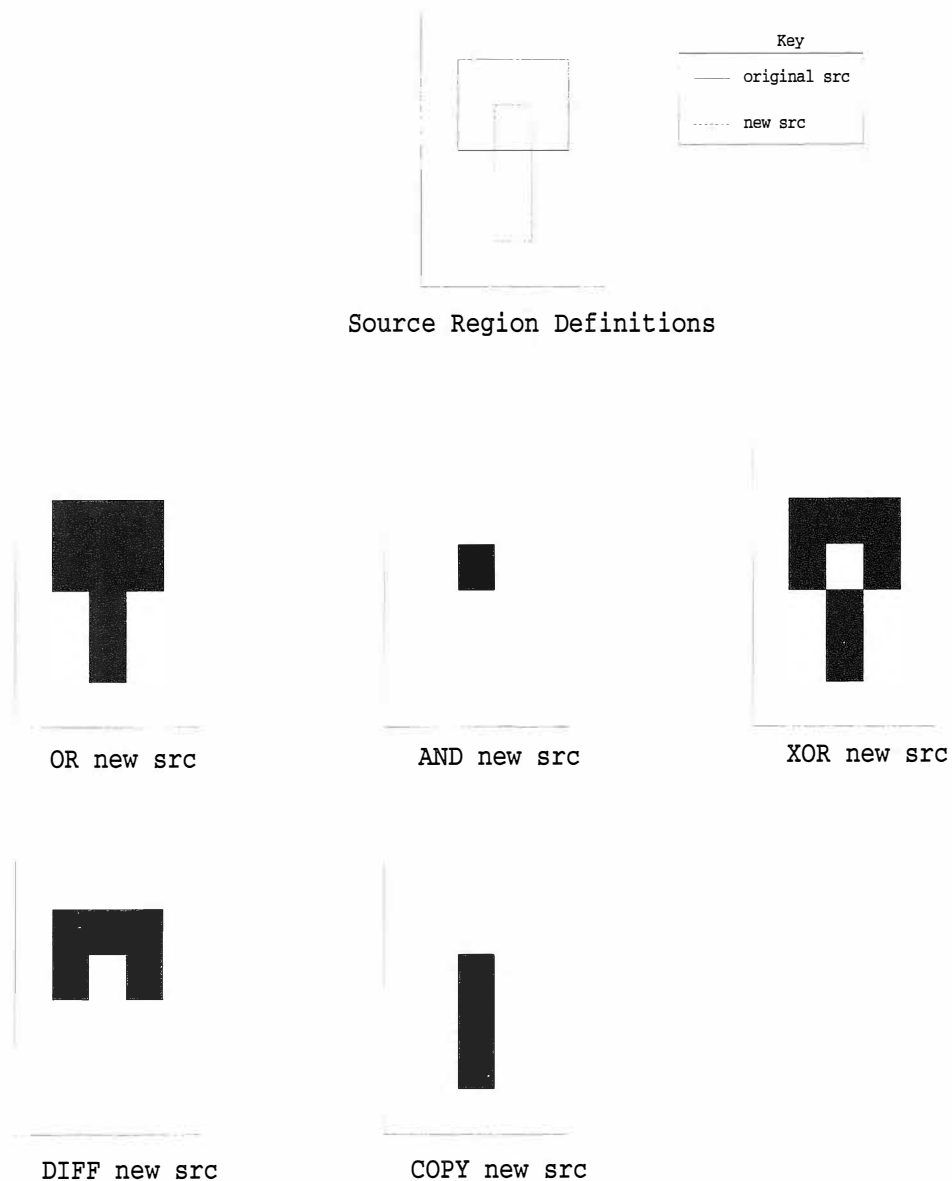 Key
original src
new src
Source Region Definitions
OR new src
AND new src
XOR new src
DIFF new src
COPY new src